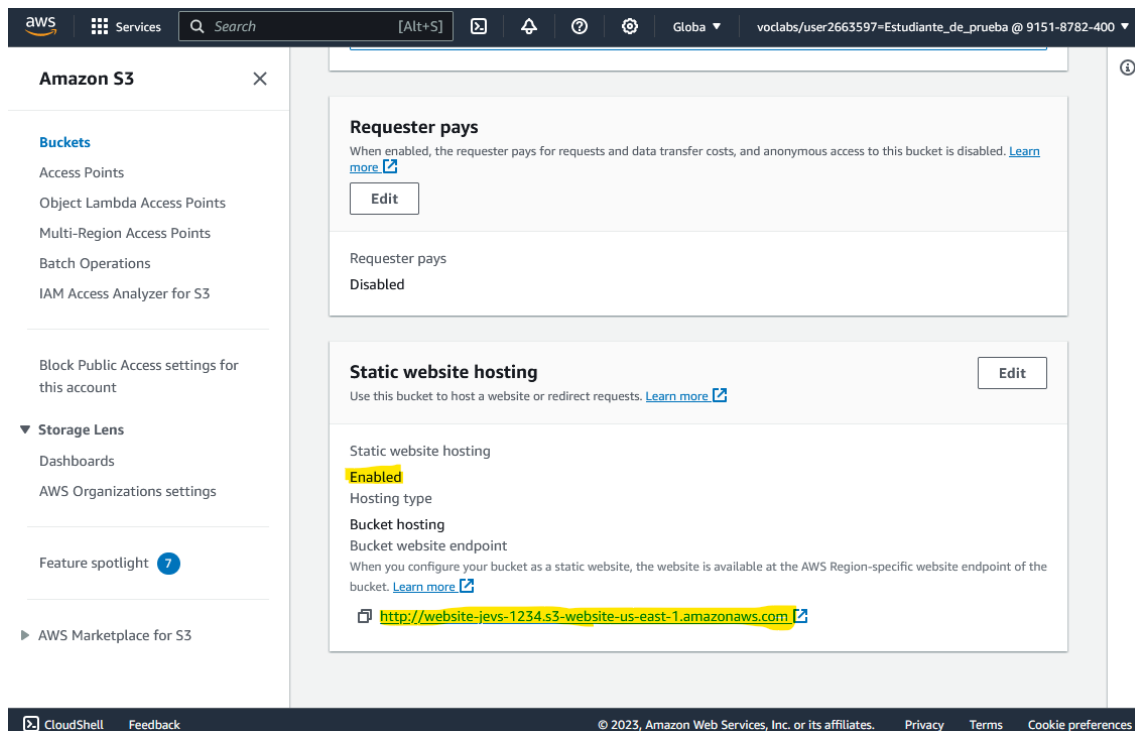 aws
Services
Search
[Alt+S]
Globa
voclabs/user2663597=Estudiante_de_prueba @ 9151-8782-400
Amazon S3
Buckets
Access Points
Object Lambda Access Points
Multi-Region Access Points
Batch Operations
IAM Access Analyzer for S3
Block Public Access settings for
this account
Storage Lens
Dashboards
AWS Organizations settings
Feature spotlight 7
AWS Marketplace for S3
Requester pays
When enabled, the requester pays for requests and data transfer costs, and anonymous access to this bucket is disabled. Learn
more
Edit
Requester pays
Disabled
Static website hosting
Edit
Use this bucket to host a website or redirect requests. Learn more
Static website hosting
Enabled
Hosting type
Bucket hosting
Bucket website endpoint
When you configure your bucket as a static website, the website is available at the AWS Region-specific website endpoint of the
bucket. Learn more
http://website-jevs-1234.s3-website-us-east-1.amazonaws.com
CloudShell
Feedback
© 2023, Amazon Web Services, Inc. or its affiliates.
Privacy
Terms
Cookie preferences